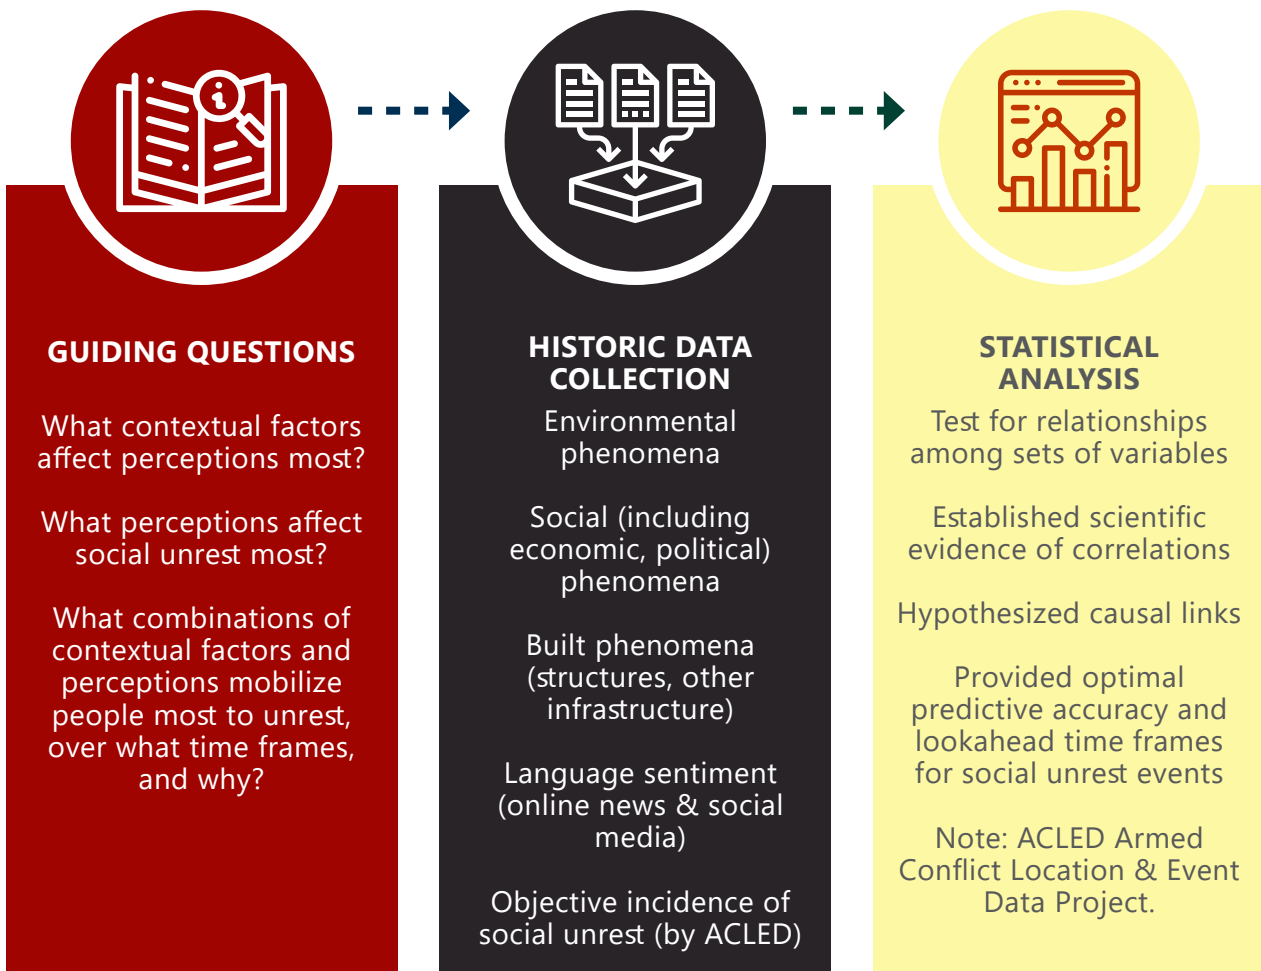 GUIDING QUESTIONS
What contextual factors
affect perceptions most?
What perceptions affect
social unrest most?
What combinations of
contextual factors and
perceptions mobilize
people most to unrest,
over what time frames,
and why?
HISTORIC DATA
COLLECTION
Environmental
phenomena
Social (including
economic, political)
phenomena
Built phenomena
(structures, other
infrastructure)
Language sentiment
(online news & social
media)
Objective incidence of
social unrest (by ACLED)
STATISTICAL
ANALYSIS
Test for relationships
among sets of variables
Established scientific
evidence of correlations
Hypothesized causal links
Provided optimal
predictive accuracy and
lookahead time frames
for social unrest events
Note: ACLED Armed
Conflict Location & Event
Data Project.